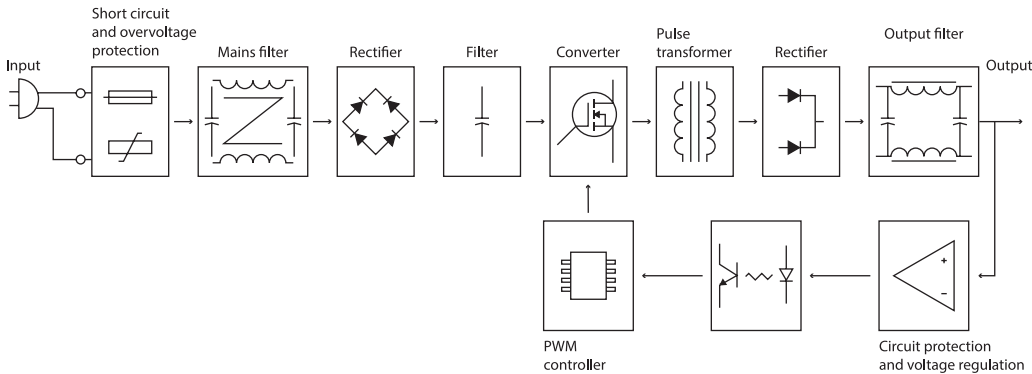 Short circuit
and overvoltage
protection
Input
Mains filter
Rectifier
Filter
Converter
Pulse
transformer
Rectifier
Output filter
Output
+
−
PWM
controller
Circuit protection
and voltage regulation